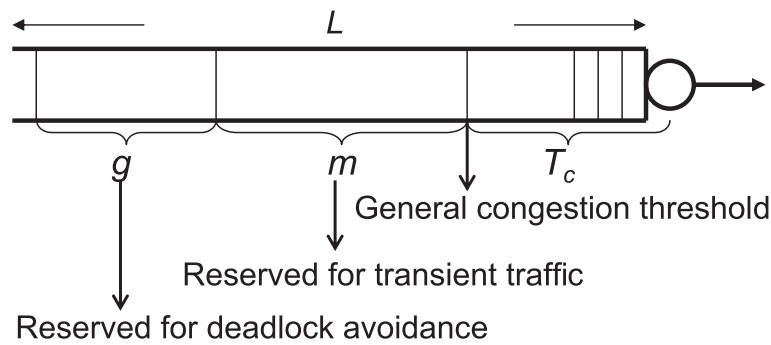 L
g m T_c
General congestion threshold
Reserved for transient traffic
Reserved for deadlock avoidance